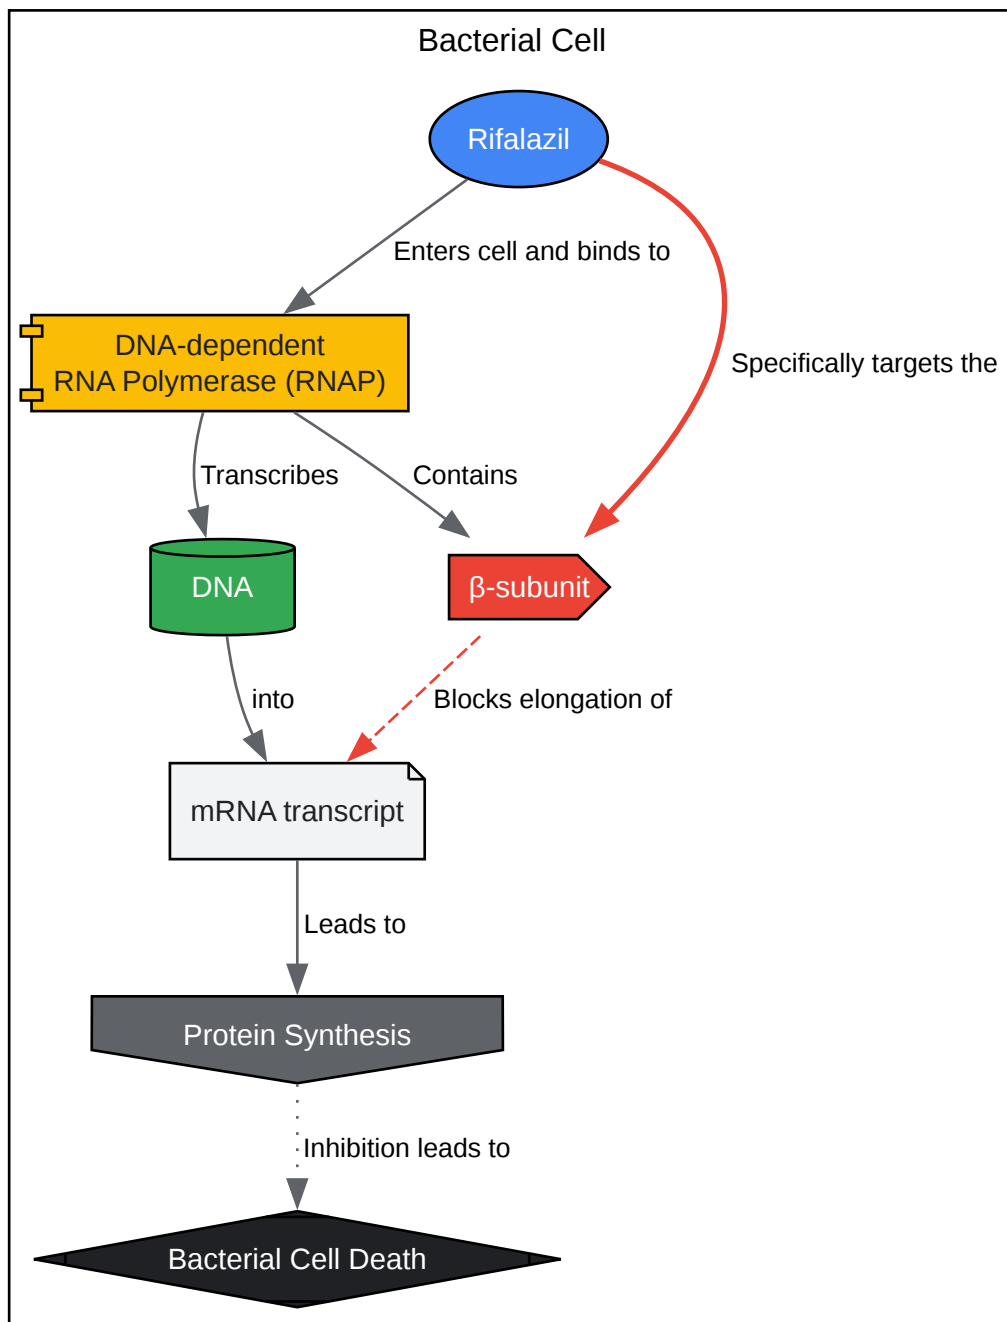 Bacterial Cell
Rifalazil
Enters cell and binds to
DNA-dependent
RNA Polymerase (RNAP)
Specifically targets the
Transcribes
Contains
DNA
β-subunit
into
Blocks elongation of
mRNA transcript
Leads to
Protein Synthesis
Inhibition leads to
Bacterial Cell Death